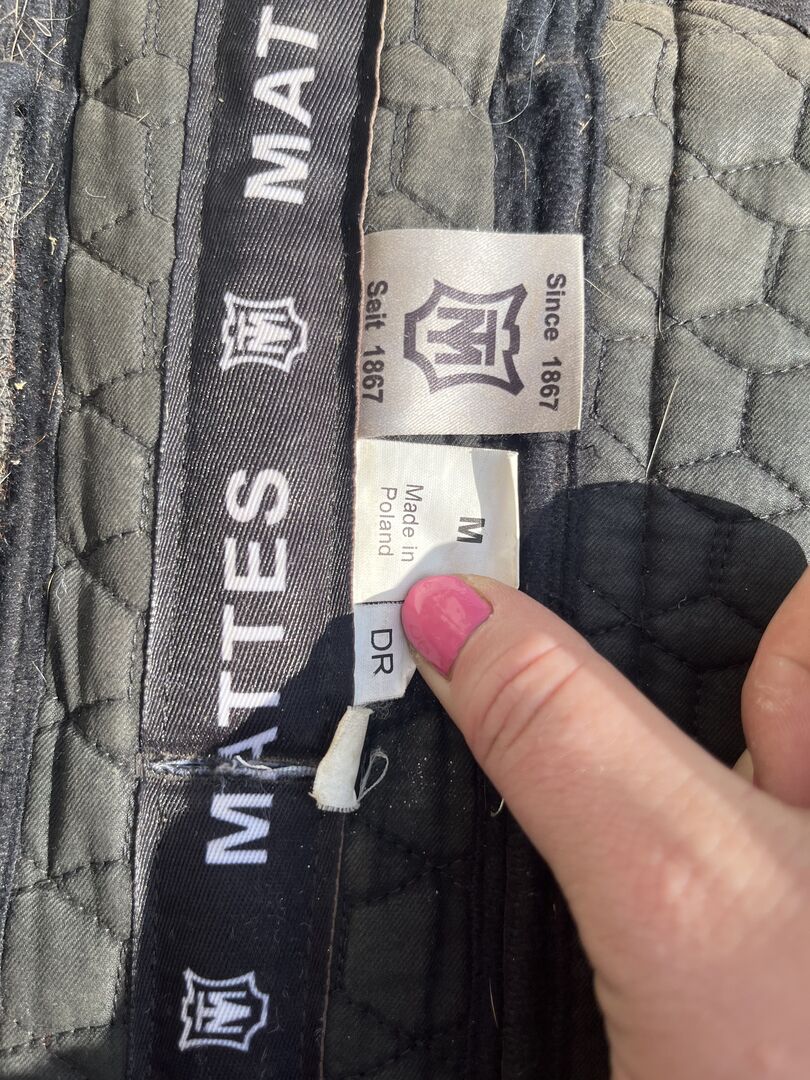 MATTES
MAT
Since 1867
Seit 1867
M
Made in
Poland
DR